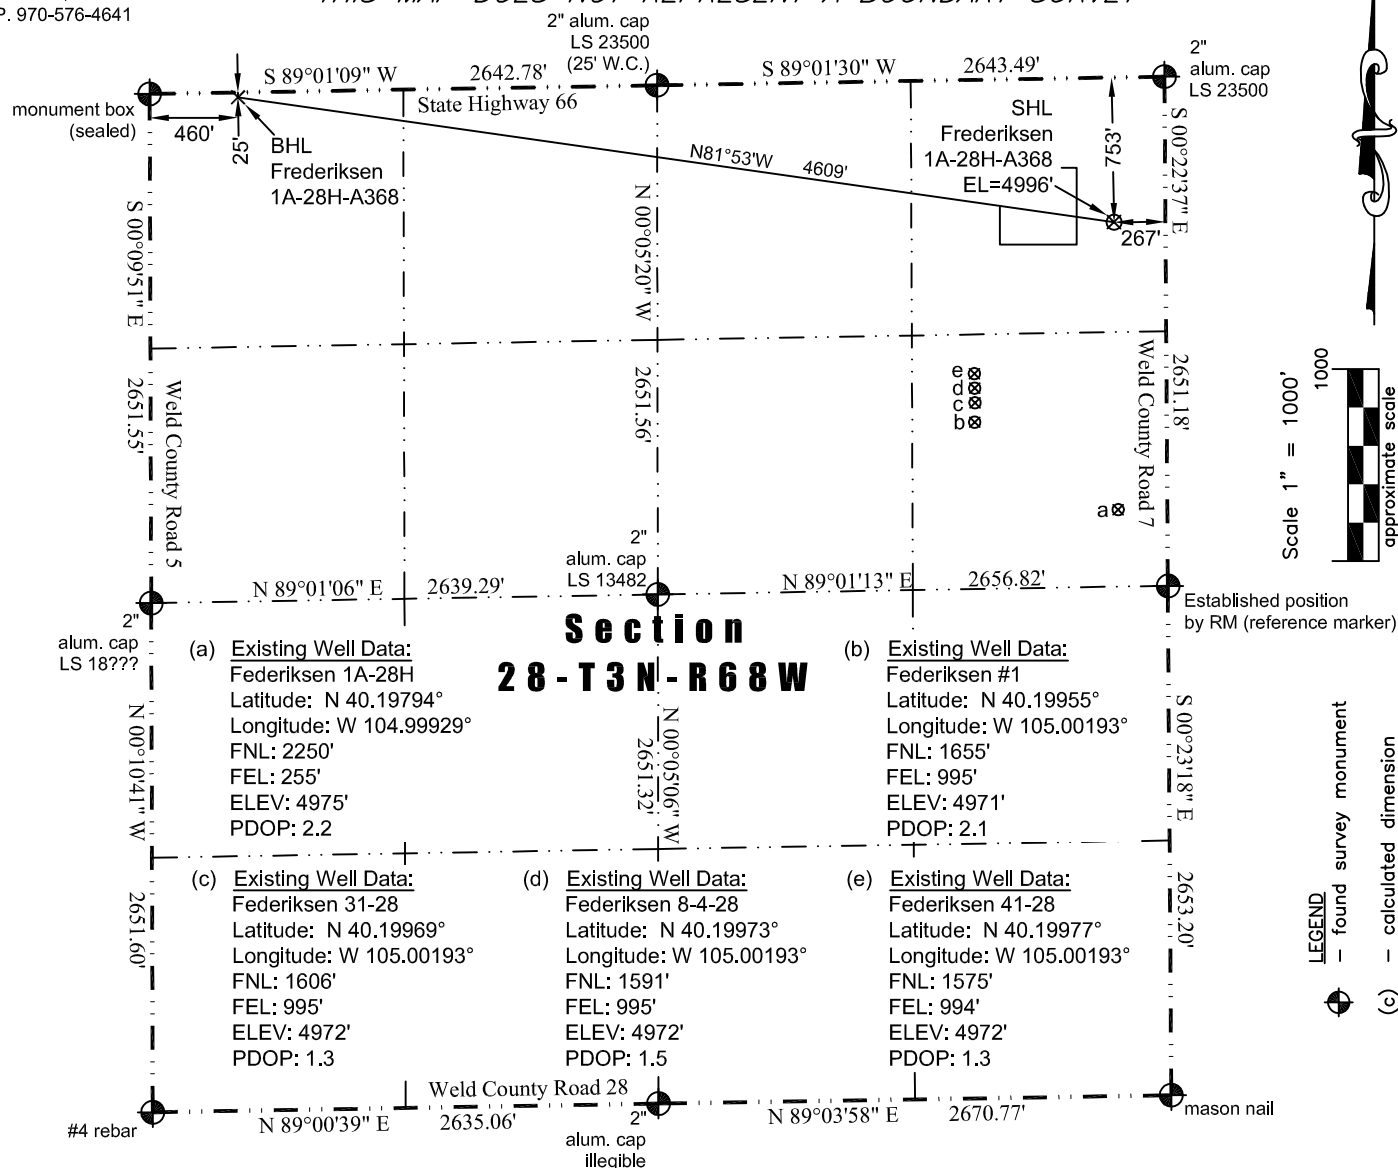 P. 970-576-4641
THIS MAP DOES NOT REPRESENT A BOUNDARY SURVEY
2" alum. cap
LS 23500
(25' W.C.)
2"
alum. cap
LS 23500
S 89°01'09" W
2642.78'
S 89°01'30" W
2643.49'
monument box
(sealed)
State Highway 66
460'
25'
BHL
Frederiksen
1A-28H-A368
N81°53'W
4609'
SHL
Frederiksen
1A-28H-A368
EL=4996'
753'
267'
S 00°22'37" E
S 00°09'51" E
N 00°05'20" W
2651.55'
Weld County Road 5
2651.56'
e
d
c
b
a
Weld County Road 7
2651.18'
Scale 1" = 1000'
1000
approximate scale
2"
alum. cap
LS 13482
N 89°01'06" E
2639.29'
N 89°01'13" E
2656.82'
2"
alum. cap
LS 18???
Established position
by RM (reference marker)
Section
28-T3N-R68W
(a) Existing Well Data:
Federiksen 1A-28H
Latitude: N 40.19794°
Longitude: W 104.99929°
FNL: 2250'
FEL: 255'
ELEV: 4975'
PDOP: 2.2
(b) Existing Well Data:
Federiksen #1
Latitude: N 40.19955°
Longitude: W 105.00193°
FNL: 1655'
FEL: 995'
ELEV: 4971'
PDOP: 2.1
N 00°10'41" W
N 00°05'06" W
2651.32'
S 00°23'18" E
2651.60'
2653.20'
(c) Existing Well Data:
Federiksen 31-28
Latitude: N 40.19969°
Longitude: W 105.00193°
FNL: 1606'
FEL: 995'
ELEV: 4972'
PDOP: 1.3
(d) Existing Well Data:
Federiksen 8-4-28
Latitude: N 40.19973°
Longitude: W 105.00193°
FNL: 1591'
FEL: 995'
ELEV: 4972'
PDOP: 1.5
(e) Existing Well Data:
Federiksen 41-28
Latitude: N 40.19977°
Longitude: W 105.00193°
FNL: 1575'
FEL: 994'
ELEV: 4972'
PDOP: 1.3
LEGEND
- found survey monument
(c) - calculated dimension
Weld County Road 28
#4 rebar
N 89°00'39" E
2635.06'
2"
alum. cap
illegible
N 89°03'58" E
2670.77'
mason nail